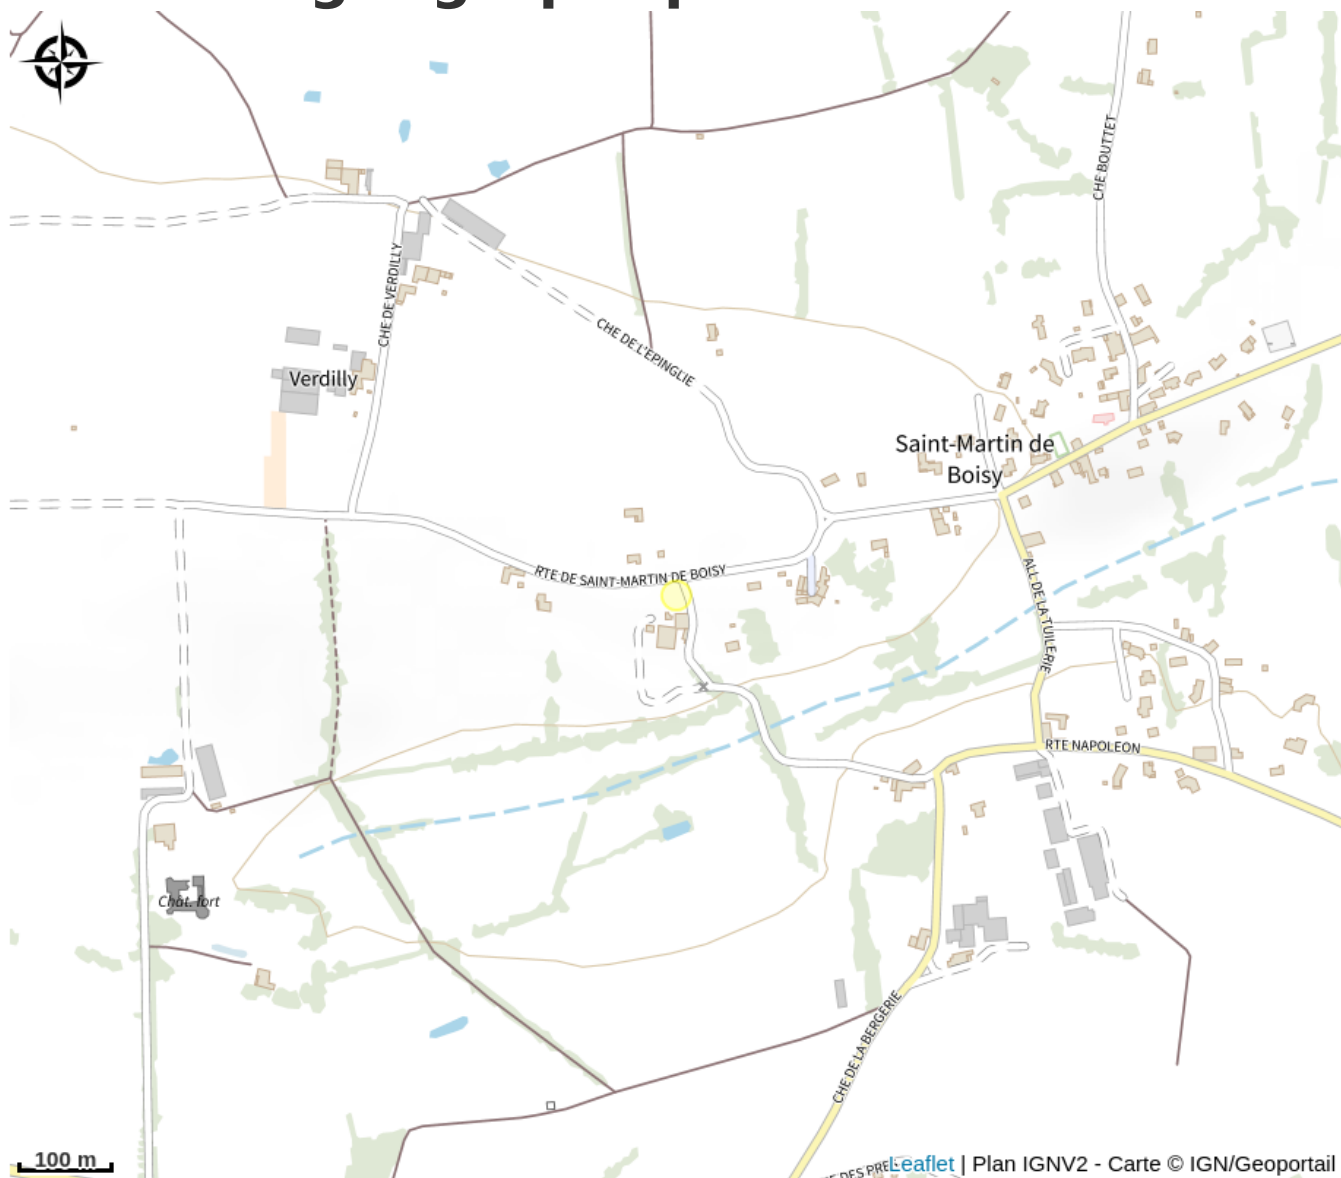 CHE BOUTTET
CHE DE VERDILLY
CHE DE L'EPINGLIE
Verdilly
Saint-Martin de
Boisy
RTE DE SAINT-MARTIN DE BOISY
ALL DE LA TUILERIE
RTE NAPOLEON
Chât. fort
CHE DE LA BERGERIE
100 m
DES PRES
Leaflet | Plan IGNV2 - Carte © IGN/Geoportail